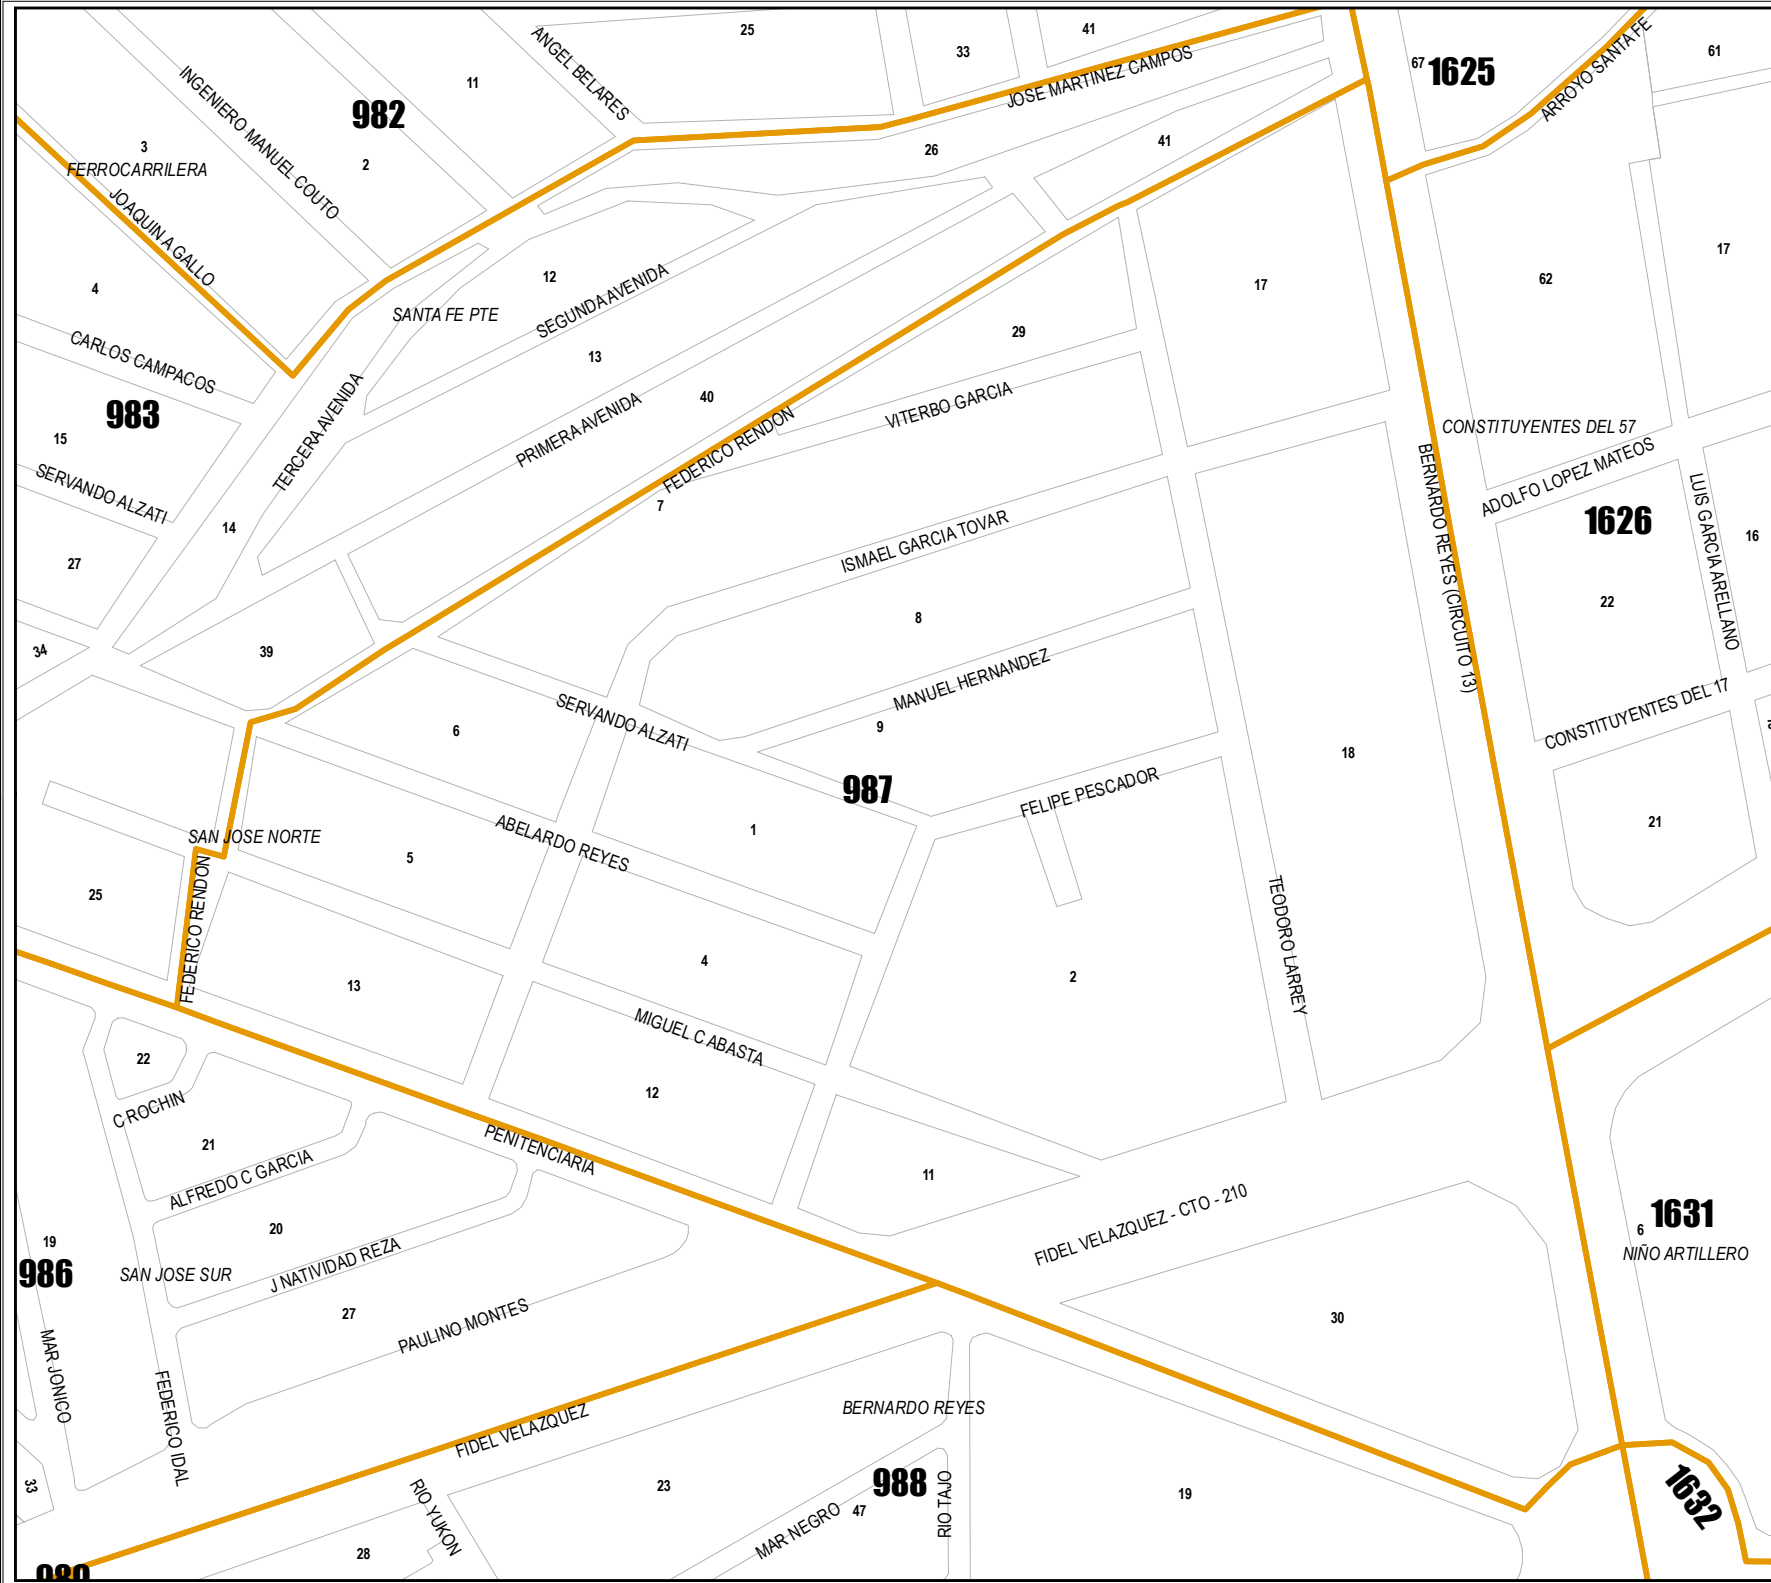 25
33
41
ANGEL BELARES
INGENIERO MANUEL COUTO
982
11
JOSE MARTINEZ CAMPOS
67
1625
ARROYO SANTA FE
61
3
FERROCARRILERA
2
26
41
JOAQUIN A GALLO
4
12
SEGUNDA AVENIDA
17
62
17
SANTA FE PTE
29
CARLOS CAMPACOS
13
983
TERCERA AVENIDA
PRIMERA AVENIDA
40
VITERBO GARCIA
15
FEDERICO RENDON
CONSTITUYENTES DEL 57
SERVANDO ALZATI
ADOLFO LOPEZ MATEOS
7
14
ISMAEL GARCIA TOVAR
BERNARDO REYES (CIRCUITO 13)
1626
LUIS GARCIA ARELLANO
16
27
8
22
34
39
MANUEL HERNANDEZ
SERVANDO ALZATI
6
9
CONSTITUYENTES DEL 17
18
987
FELIPE PESCADOR
SAN JOSE NORTE
ABELARDO REYES
1
21
5
25
FEDERICO RENDON
TEODORO LARREY
4
13
2
MIGUEL C ABASTA
22
C ROCHIN
12
21
PENITENCIARIA
ALFREDO C GARCIA
11
20
FIDEL VELAZQUEZ - CTO - 210
6
1631
19
NIÑO ARTILLERO
986
SAN JOSE SUR
J NATIVIDAD REZA
27
PAULINO MONTES
30
MAR JONICO
FEDERICO IDAL
BERNARDO REYES
FIDEL VELAZQUEZ
33
RIO YUKON
23
988
RIO TAJO
19
1632
47
MAR NEGRO
28